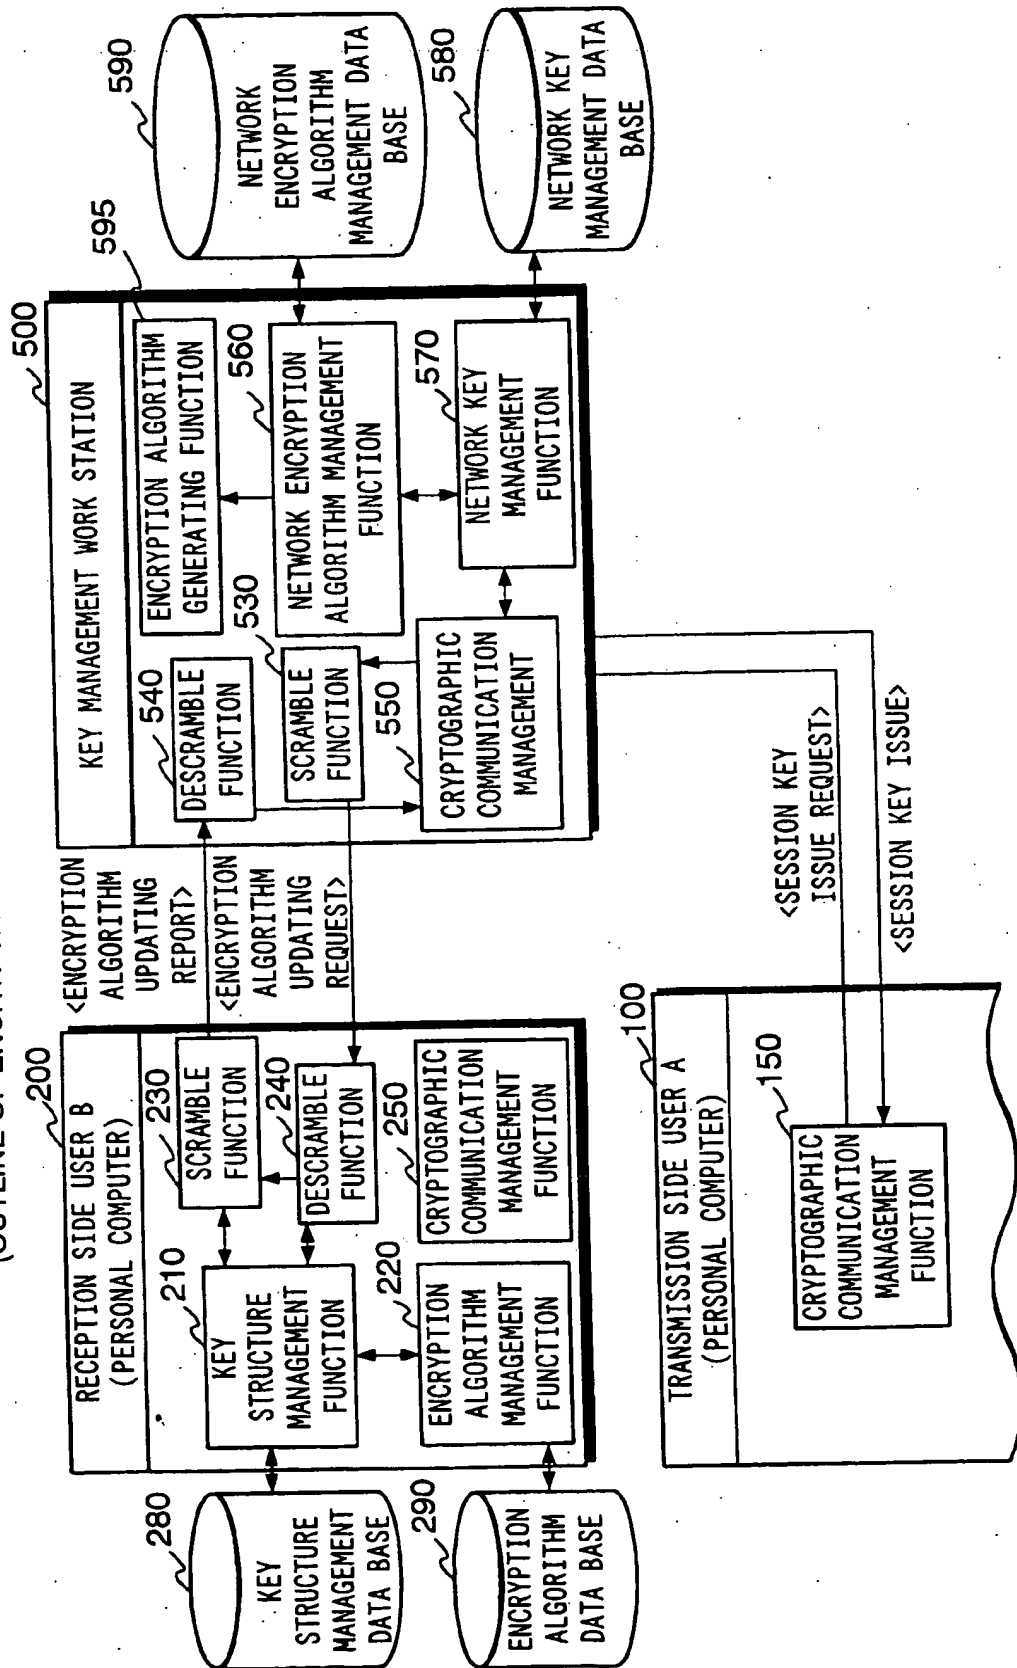 200
RECEPTION SIDE USER B
(PERSONAL COMPUTER)
210
KEY
STRUCTURE
MANAGEMENT
FUNCTION
230
SCRAMBLE
FUNCTION
240
DESCRAMBLE
FUNCTION
220
ENCRYPTION
ALGORITHM
MANAGEMENT
FUNCTION
250
CRYPTOGRAPHIC
COMMUNICATION
MANAGEMENT
FUNCTION
280
KEY
STRUCTURE
MANAGEMENT
DATA BASE
290
ENCRYPTION
ALGORITHM
DATA BASE
<ENCRYPTION
ALGORITHM
UPDATING
REPORT>
<ENCRYPTION
ALGORITHM
UPDATING
REQUEST>
500
KEY MANAGEMENT WORK STATION
540
DESCRAMBLE
FUNCTION
530
SCRAMBLE
FUNCTION
550
CRYPTOGRAPHIC
COMMUNICATION
MANAGEMENT
595
ENCRYPTION ALGORITHM
GENERATING FUNCTION
560
NETWORK ENCRYPTION
ALGORITHM MANAGEMENT
FUNCTION
570
NETWORK KEY
MANAGEMENT
FUNCTION
590
NETWORK
ENCRYPTION
ALGORITHM
MANAGEMENT DATA
BASE
580
NETWORK KEY
MANAGEMENT DATA
BASE
100
TRANSMISSION SIDE USER A
(PERSONAL COMPUTER)
150
CRYPTOGRAPHIC
COMMUNICATION
MANAGEMENT
FUNCTION
<SESSION KEY
ISSUE REQUEST>
<SESSION KEY ISSUE>